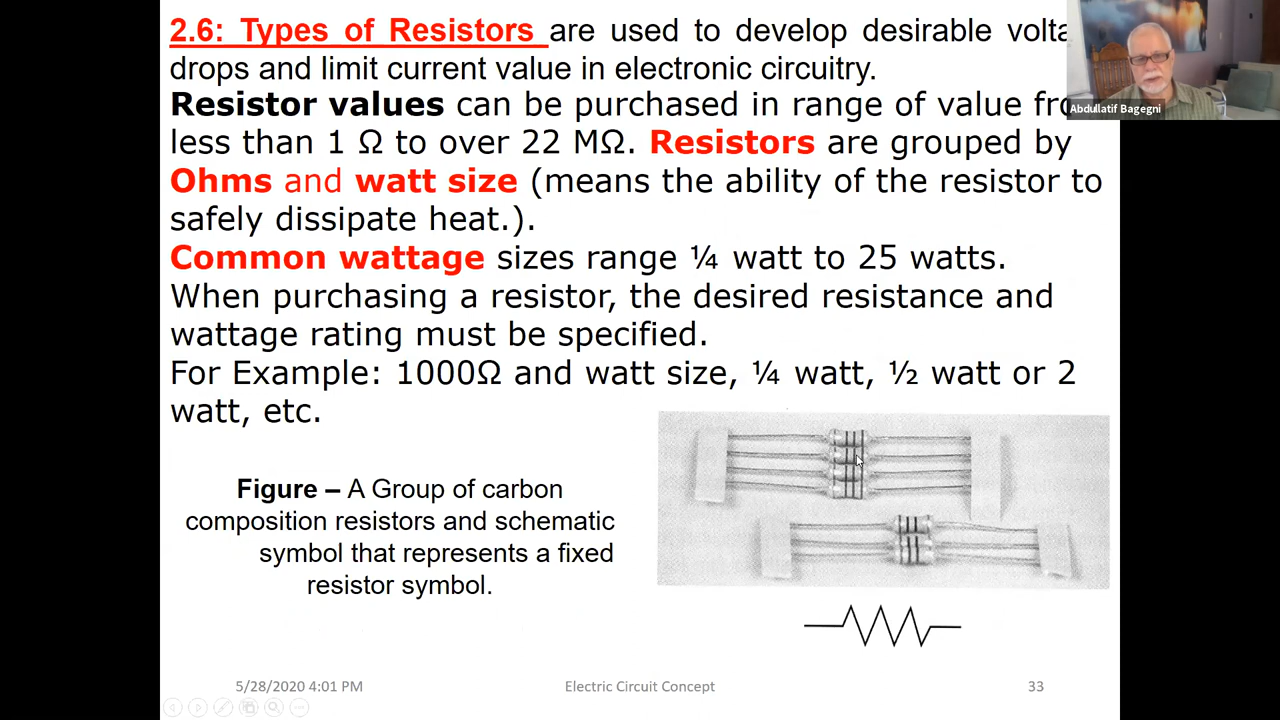 2.6: Types of Resistors are used to develop desirable
drops and limit current value in electronic circuitry.
Resistor values can be purchased in range of value
less than 1 Ω to over 22 MΩ. Resistors are grouped by
Ohms and watt size (means the ability of the resistor to
safely dissipate heat.).
Common wattage sizes range ¼ watt to 25 watts.
When purchasing a resistor, the desired resistance and
wattage rating must be specified.
For Example: 1000Ω and watt size, ¼ watt, ½ watt or 2
watt, etc.
Figure – A Group of carbon
composition resistors and schematic
symbol that represents a fixed
resistor symbol.
5/28/2020 4:01 PM
Electric Circuit Concept
33
Abdullatif Bagegni